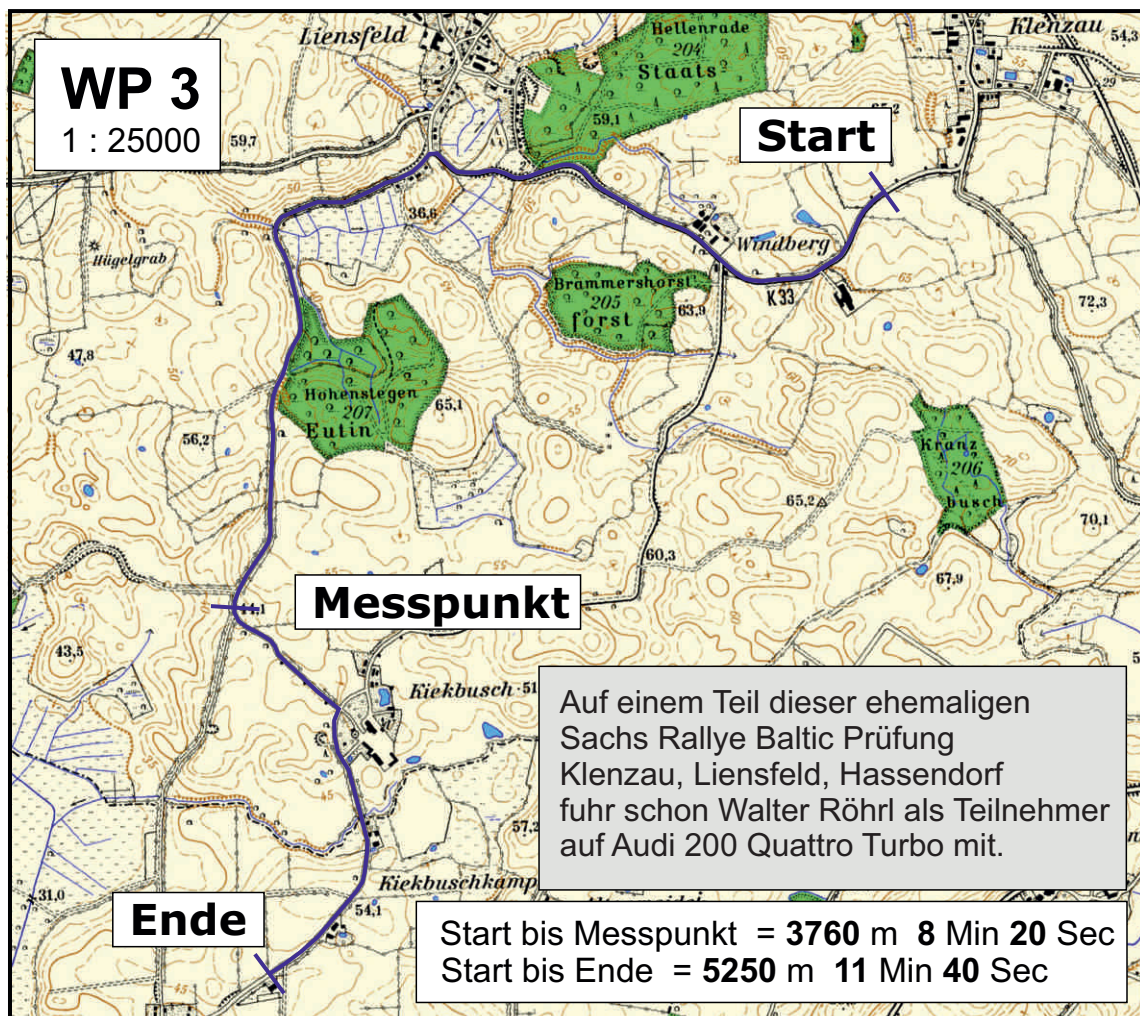 WP 3
1 : 25000
Liensfeld
Hellenrade
204
Staats
59,1
Klenzau
54,3
29
59,7
Start
36,6
Hügelgrab
Windberg
Brammershorst
205
forst
63,9
K 33
72,3
47,8
50
Hohenstegen
207
Eutin
65,1
56,2
Kranz
206
busch
65,2
70,1
60,3
67,9
Messpunkt
43,5
Kiekbusch
51
Auf einem Teil dieser ehemaligen
Sachs Rallye Baltic Prüfung
Klenzau, Liensfeld, Hassendorf
fuhr schon Walter Röhrl als Teilnehmer
auf Audi 200 Quattro Turbo mit.
45
57,2
31,0
Kiekbuschkamp
54,1
Ende
Start bis Messpunkt = 3760 m 8 Min 20 Sec
Start bis Ende = 5250 m 11 Min 40 Sec